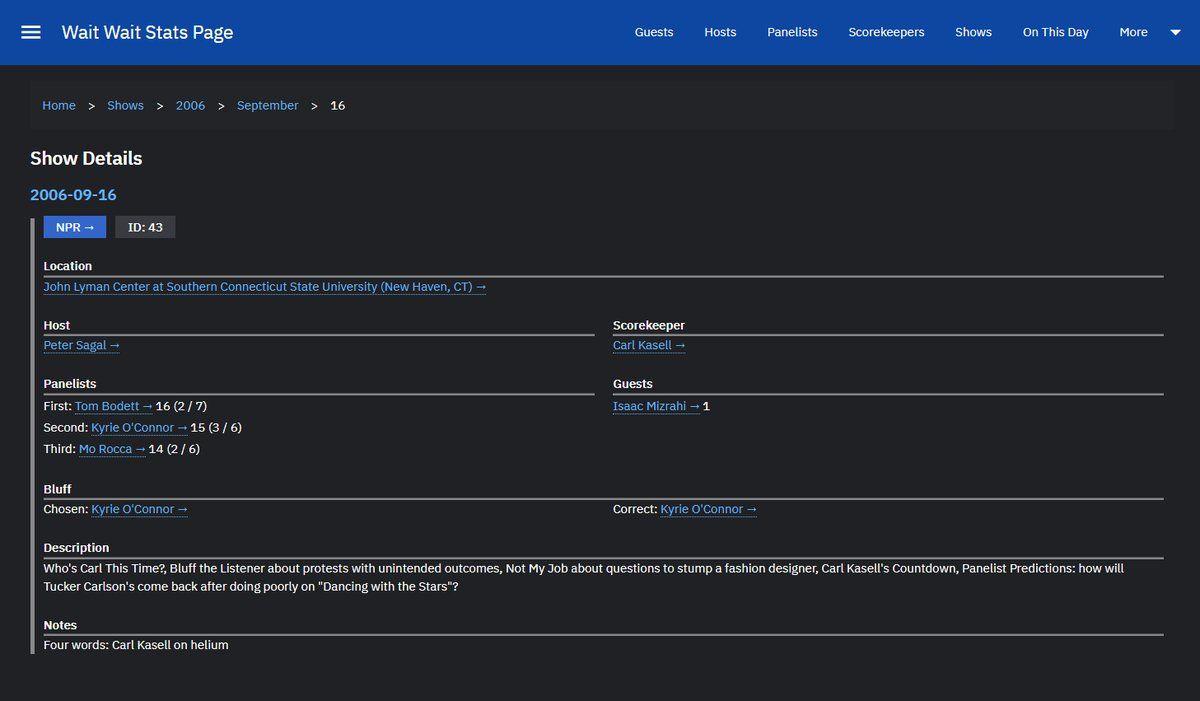 Wait Wait Stats Page
Guests Hosts Panelists Scorekeepers Shows On This Day More
Home > Shows > 2006 > September > 16
Show Details
2006-09-16
NPR → ID: 43
Location
John Lyman Center at Southern Connecticut State University (New Haven, CT) →
Host
Peter Sagal →
Scorekeeper
Carl Kasell →
Panelists
First: Tom Bodett → 16 (2 / 7)
Second: Kyrie O'Connor → 15 (3 / 6)
Third: Mo Rocca → 14 (2 / 6)
Guests
Isaac Mizrahi → 1
Bluff
Chosen: Kyrie O'Connor →
Correct: Kyrie O'Connor →
Description
Who's Carl This Time?, Bluff the Listener about protests with unintended outcomes, Not My Job about questions to stump a fashion designer, Carl Kasell's Countdown, Panelist Predictions: how will
Tucker Carlson's come back after doing poorly on "Dancing with the Stars"?
Notes
Four words: Carl Kasell on helium